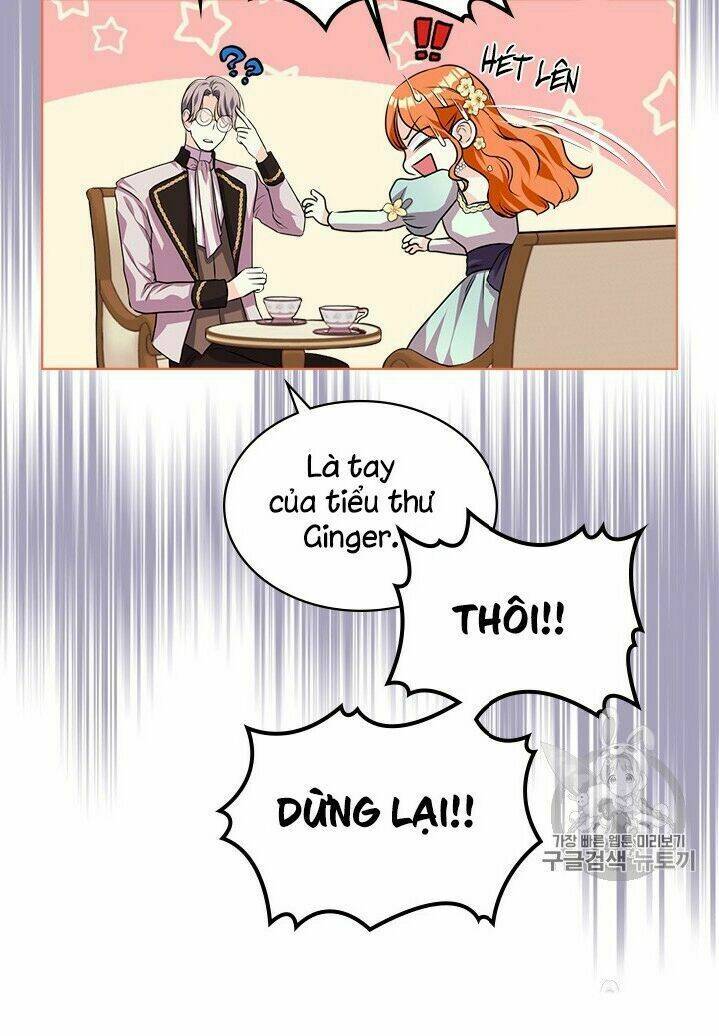 ??
!!
HÉT LÊN
Là tay
của tiểu thư
Ginger.
THÔI!!
DỪNG LẠI!!
가장 빠른 웹툰 미리보기
구글검색 뉴토끼